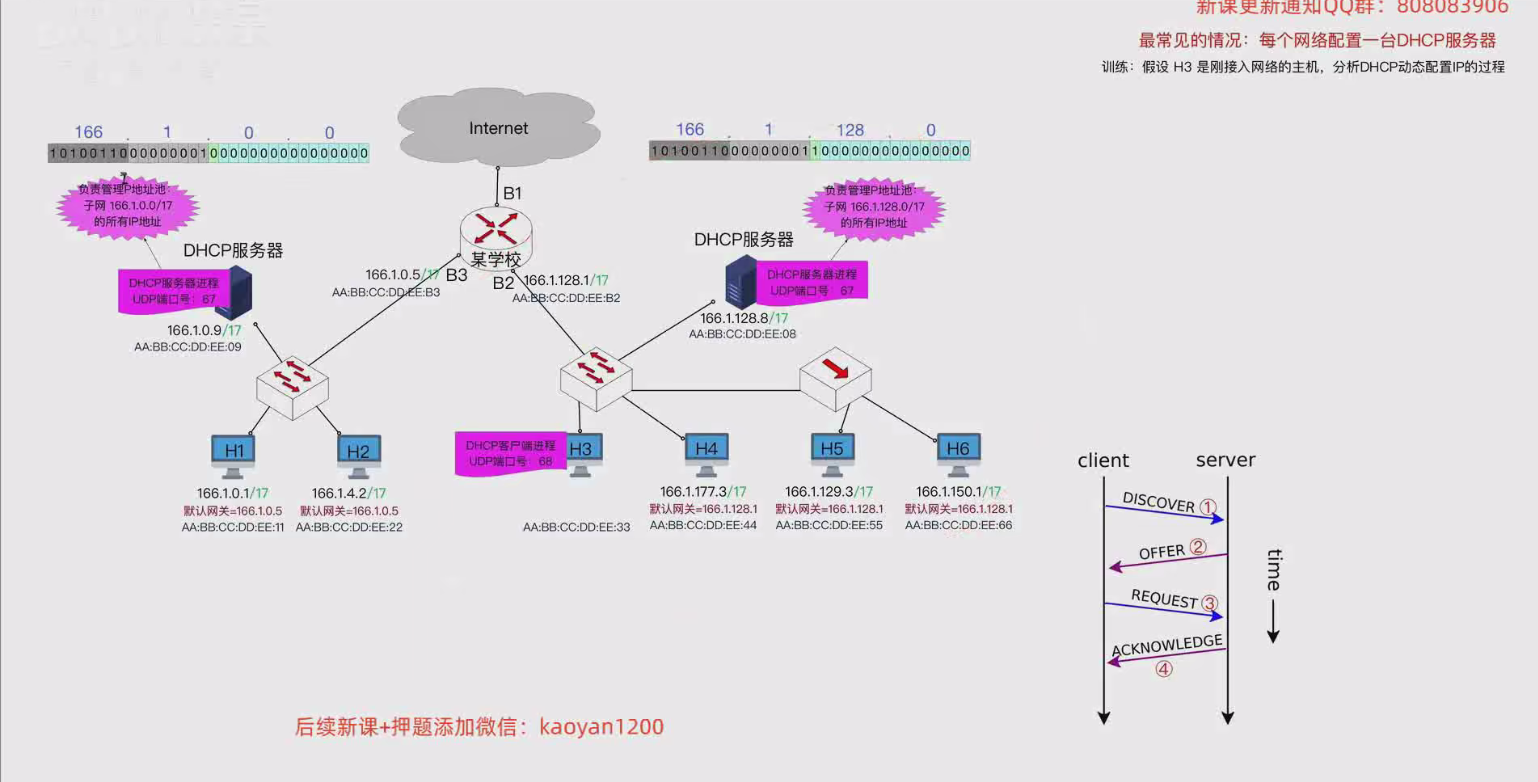 新课更新通知QQ群：808083906
最常见的情况：每个网络配置一台DHCP服务器
训练：假设 H3 是刚接入网络的主机，分析DHCP动态配置IP的过程
166 . 1 . 0 . 0
10100110000000010000000000000000
负责管理IP地址池：
子网 166.1.0.0/17
的所有IP地址
Internet
166 . 1 . 128 . 0
10100110000000011000000000000000
负责管理IP地址池：
子网 166.1.128.0/17
的所有IP地址
B1
某学校
B3
B2
DHCP服务器
DHCP服务器进程
UDP端口号：67
166.1.0.9/17
AA:BB:CC:DD:EE:09
166.1.0.5/17
AA:BB:CC:DD:EE:B3
166.1.128.1/17
AA:BB:CC:DD:EE:B2
DHCP服务器
DHCP服务器进程
UDP端口号：67
166.1.128.8/17
AA:BB:CC:DD:EE:08
H1
166.1.0.1/17
默认网关=166.1.0.5
AA:BB:CC:DD:EE:11
H2
166.1.4.2/17
默认网关=166.1.0.5
AA:BB:CC:DD:EE:22
DHCP客户端进程
UDP端口号：68
H3
AA:BB:CC:DD:EE:33
H4
166.1.177.3/17
默认网关=166.1.128.1
AA:BB:CC:DD:EE:44
H5
166.1.129.3/17
默认网关=166.1.128.1
AA:BB:CC:DD:EE:55
H6
166.1.150.1/17
默认网关=166.1.128.1
AA:BB:CC:DD:EE:66
client
server
DISCOVER ①
OFFER ②
REQUEST ③
ACKNOWLEDGE
④
time
后续新课+押题添加微信：kaoyan1200